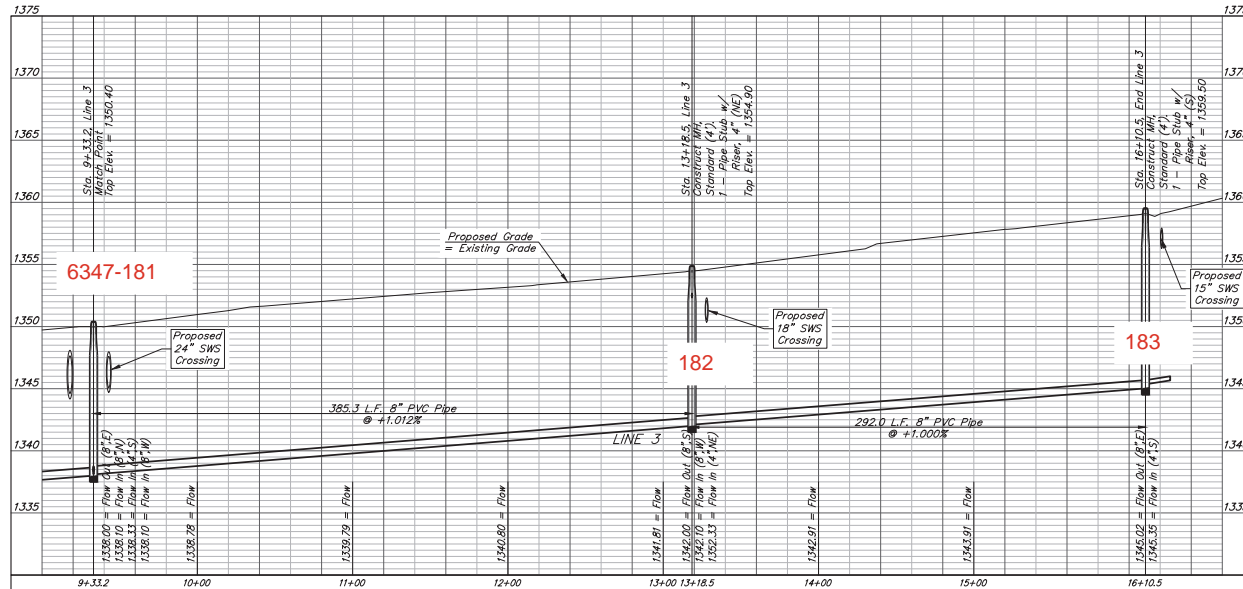 1375
1370
1365
1360
1355
1350
1345
1340
1335
Sta. 9+33.2, Line 3
Match Point
Top Elev. = 1350.40
Sta. 13+18.5, Line 3
Construct MH,
Standard (4')
1 - Pipe Stub w/
Riser, 4" (NE)
Top Elev. = 1354.90
Sta. 16+10.5, End Line 3
Construct MH,
Standard (4')
1 - Pipe Stub w/
Riser, 4" (S)
Top Elev. = 1359.50
6347-181
Proposed Grade
= Existing Grade
Proposed
24" SWS
Crossing
Proposed
18" SWS
Crossing
Proposed
15" SWS
Crossing
182
183
385.3 L.F. 8" PVC Pipe
@ +1.012%
LINE 3
292.0 L.F. 8" PVC Pipe
@ +1.000%
1338.00 = Flow Out (8",E)
1338.10 = Flow In (8",N)
1338.33 = Flow In (4",S)
1338.10 = Flow In (8",W)
1338.78 = Flow
1339.79 = Flow
1340.80 = Flow
1341.81 = Flow
1342.00 = Flow Out (8",S)
1342.10 = Flow In (8",W)
1352.33 = Flow In (4",NE)
1342.91 = Flow
1343.91 = Flow
1345.02 = Flow Out (8",E)
1345.35 = Flow In (4",S)
9+33.2
10+00
11+00
12+00
13+00
13+18.5
14+00
15+00
16+10.5